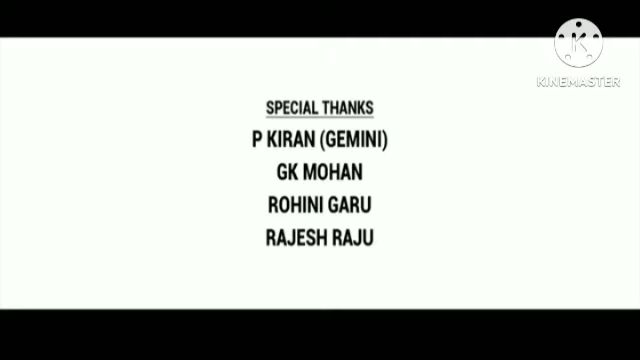 K
KINEMASTER
SPECIAL THANKS
P KIRAN (GEMINI)
GK MOHAN
ROHINI GARU
RAJESH RAJU